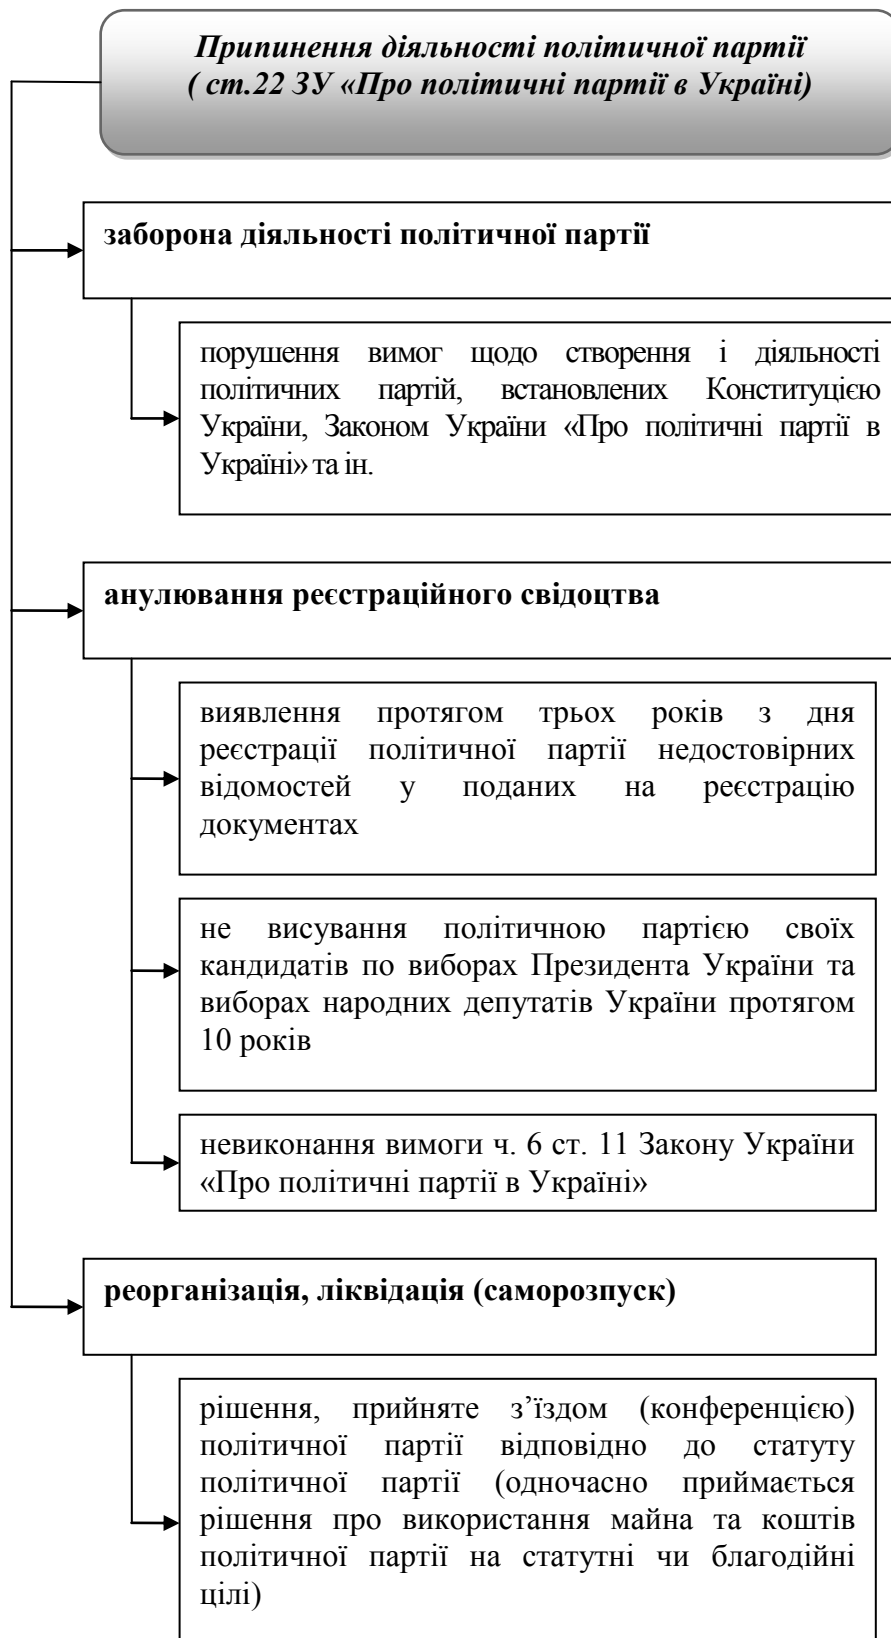 Припинення діяльності політичної партії
( ст.22 ЗУ «Про політичні партії в Україні)
заборона діяльності політичної партії
порушення вимог щодо створення і діяльності
політичних партій, встановлених Конституцією
України, Законом України «Про політичні партії в
Україні» та ін.
анулювання реєстраційного свідоцтва
виявлення протягом трьох років з дня
реєстрації політичної партії недостовірних
відомостей у поданих на реєстрацію
документах
не висування політичною партією своїх
кандидатів по виборах Президента України та
виборах народних депутатів України протягом
10 років
невиконання вимоги ч. 6 ст. 11 Закону України
«Про політичні партії в Україні»
реорганізація, ліквідація (саморозпуск)
рішення, прийняте з’їздом (конференцією)
політичної партії відповідно до статуту
політичної партії (одночасно приймається
рішення про використання майна та коштів
політичної партії на статутні чи благодійні
цілі)